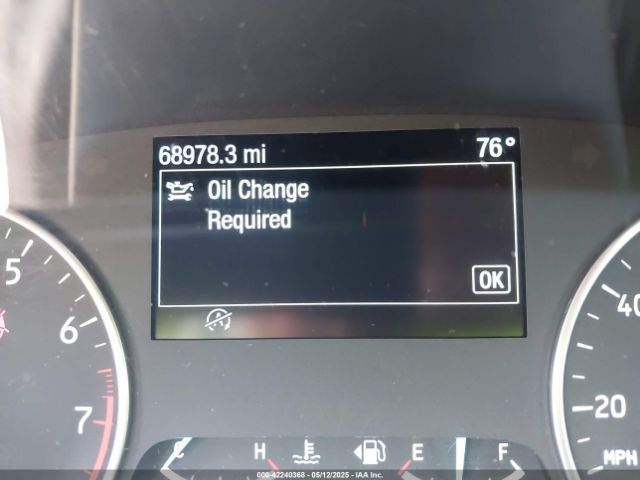 68978.3 mi 76°
Oil Change
Required
OK
5
6
7
40
20
MPH
C H E F
000-42240368 - 05/12/2025 - IAA Inc.